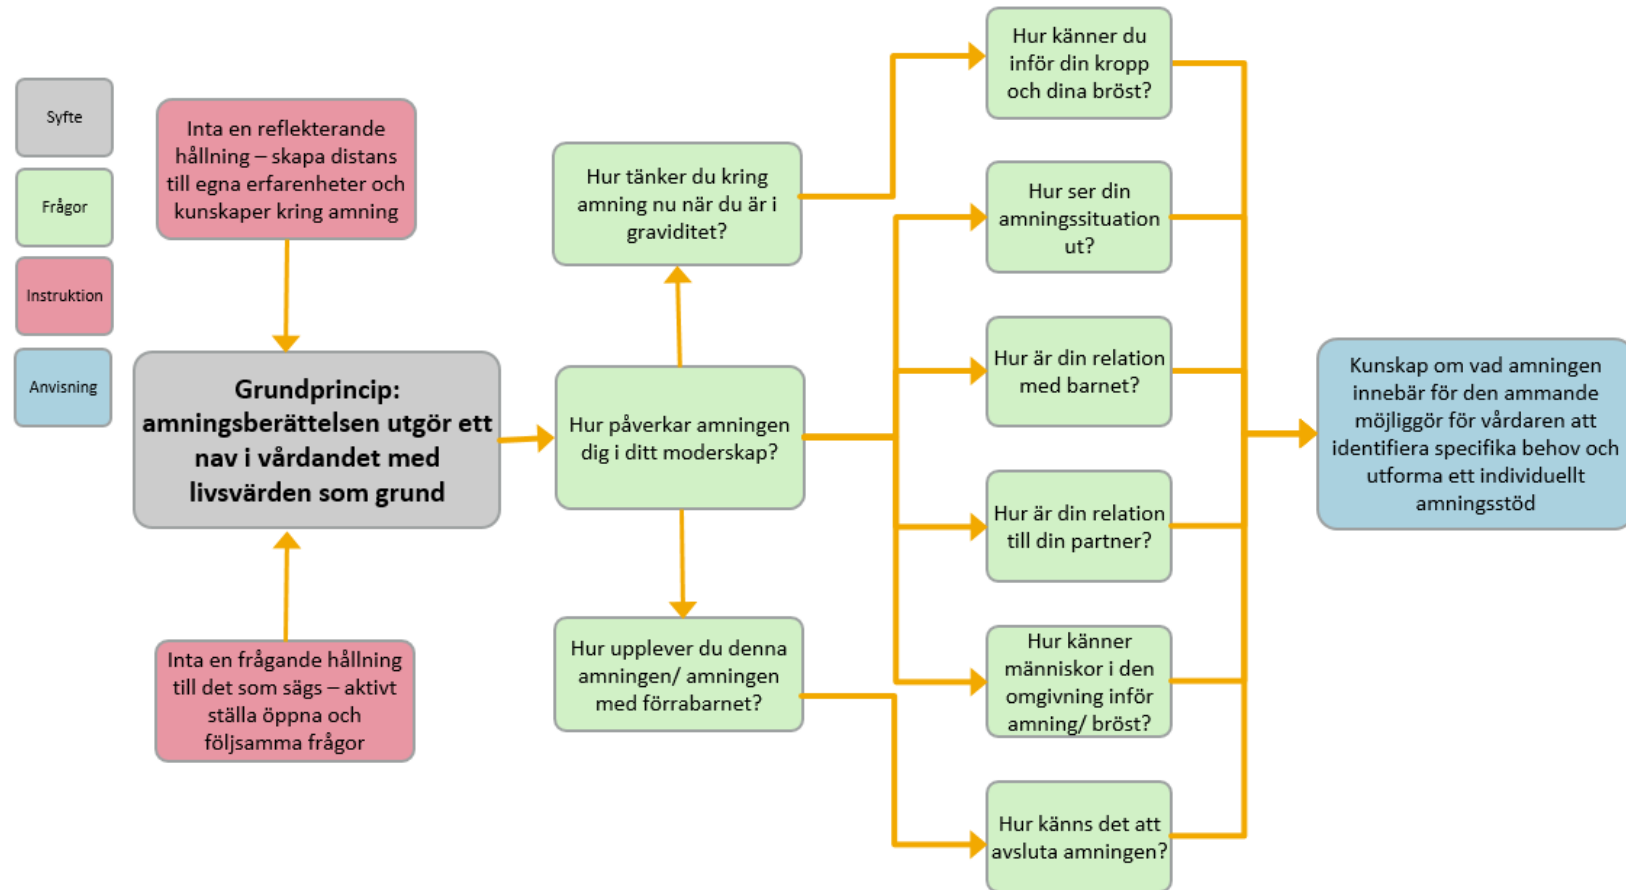 Syfte
Frågor
Instruktion
Anvisning
Inta en reflekterande
hållning – skapa distans
till egna erfarenheter och
kunskaper kring amning
Grundprincip:
amningsberättelsen utgör ett
nav i vårdandet med
livsvärden som grund
Inta en frågande hållning
till det som sägs – aktivt
ställa öppna och
följsamma frågor
Hur tänker du kring
amning nu när du är i
graviditet?
Hur påverkar amningen
dig i ditt moderskap?
Hur upplever du denna
amningen/ amningen
med förrabarnet?
Hur känner du
inför din kropp
och dina bröst?
Hur ser din
amningssituation
ut?
Hur är din relation
med barnet?
Hur är din relation
till din partner?
Hur känner
människor i den
omgivning inför
amning/ bröst?
Hur känns det att
avsluta amningen?
Kunskap om vad amningen
innebär för den ammande
möjliggör för vårdaren att
identifiera specifika behov och
utforma ett individuellt
amningsstöd